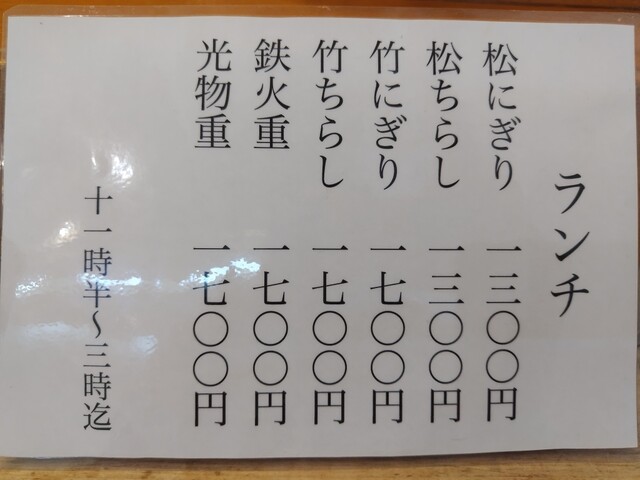 ランチ
松にぎり 一三〇〇円
松ちらし 一三〇〇円
竹にぎり 一七〇〇円
竹ちらし 一七〇〇円
鉄火重 一七〇〇円
光物重 一七〇〇円
十一時半～三時迄